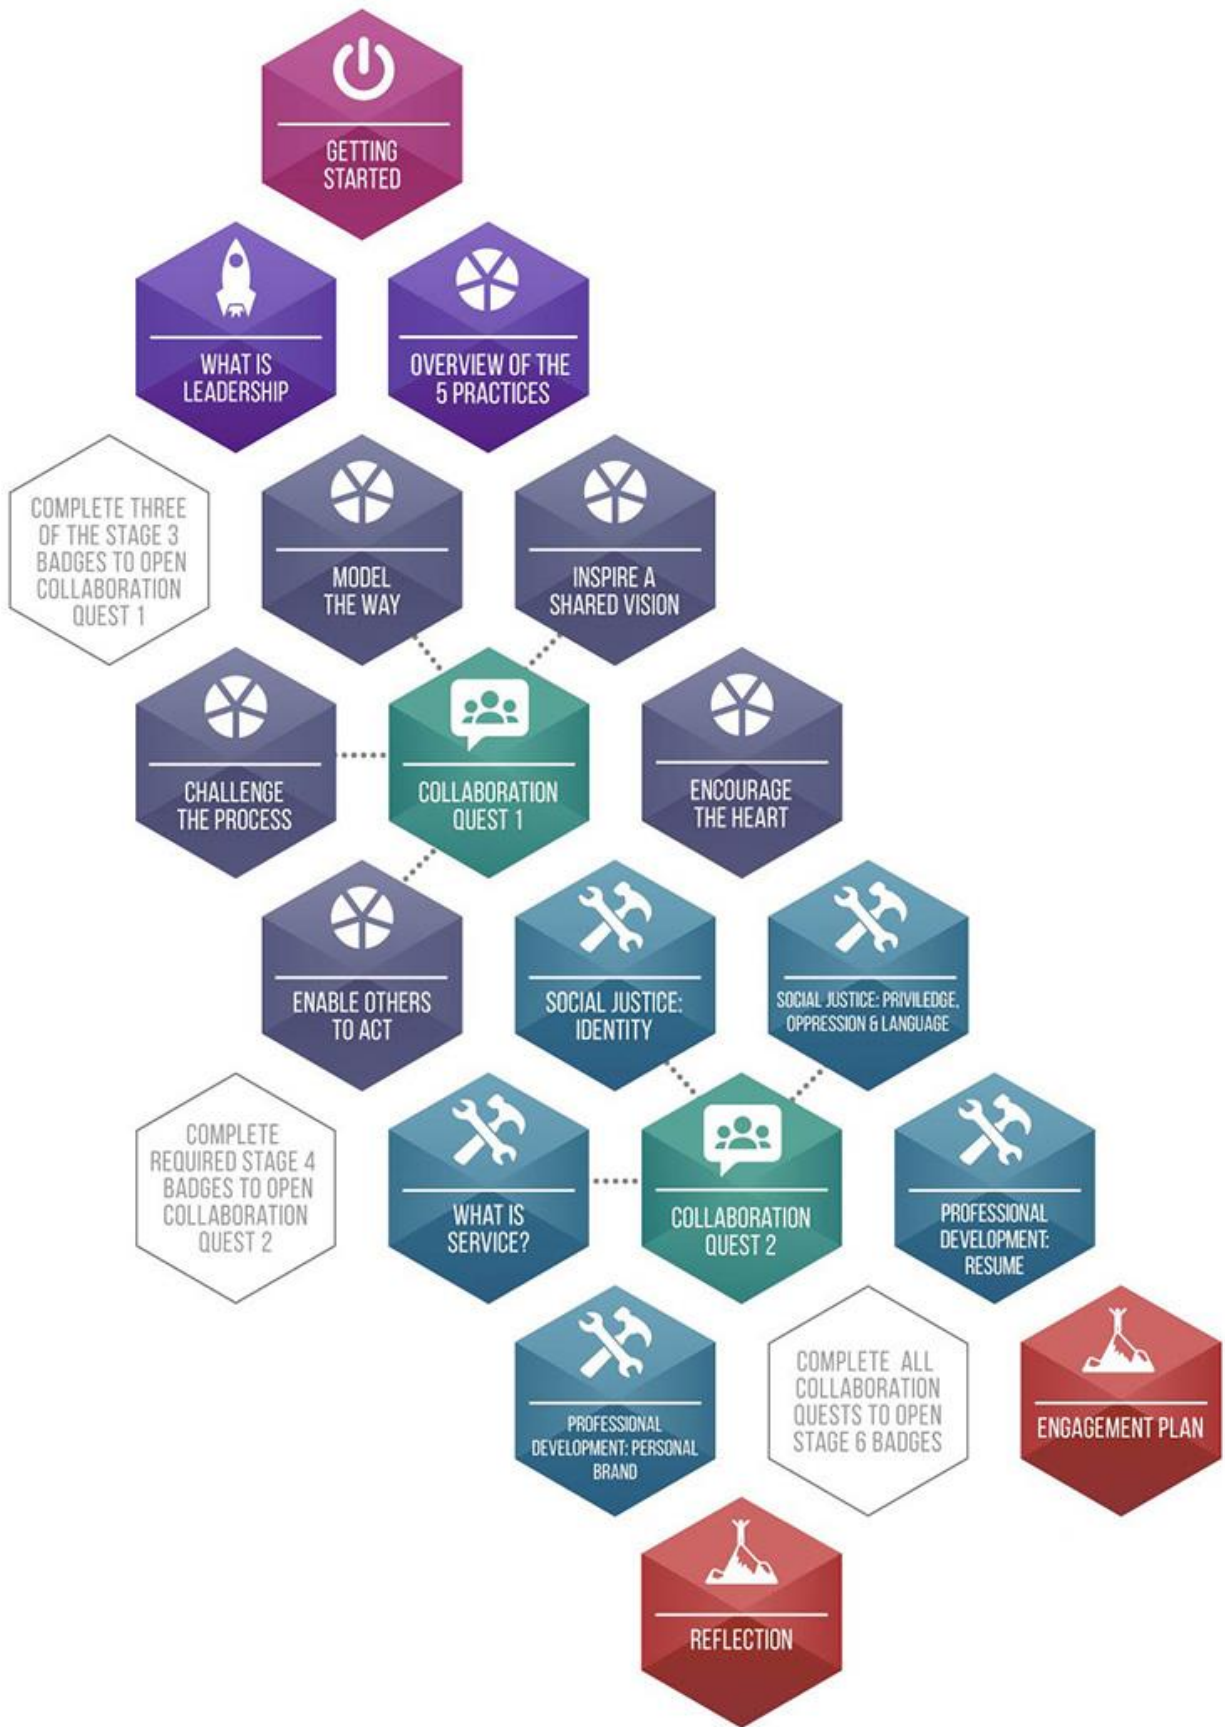 GETTING
STARTED
WHAT IS
LEADERSHIP
OVERVIEW OF THE
5 PRACTICES
COMPLETE THREE
OF THE STAGE 3
BADGES TO OPEN
COLLABORATION
QUEST 1
MODEL
THE WAY
INSPIRE A
SHARED VISION
CHALLENGE
THE PROCESS
COLLABORATION
QUEST 1
ENCOURAGE
THE HEART
ENABLE OTHERS
TO ACT
SOCIAL JUSTICE:
IDENTITY
SOCIAL JUSTICE: PRIVILEDGE,
OPPRESSION & LANGUAGE
COMPLETE
REQUIRED STAGE 4
BADGES TO OPEN
COLLABORATION
QUEST 2
WHAT IS
SERVICE?
COLLABORATION
QUEST 2
PROFESSIONAL
DEVELOPMENT:
RESUME
PROFESSIONAL
DEVELOPMENT: PERSONAL
BRAND
COMPLETE ALL
COLLABORATION
QUESTS TO OPEN
STAGE 6 BADGES
ENGAGEMENT PLAN
REFLECTION